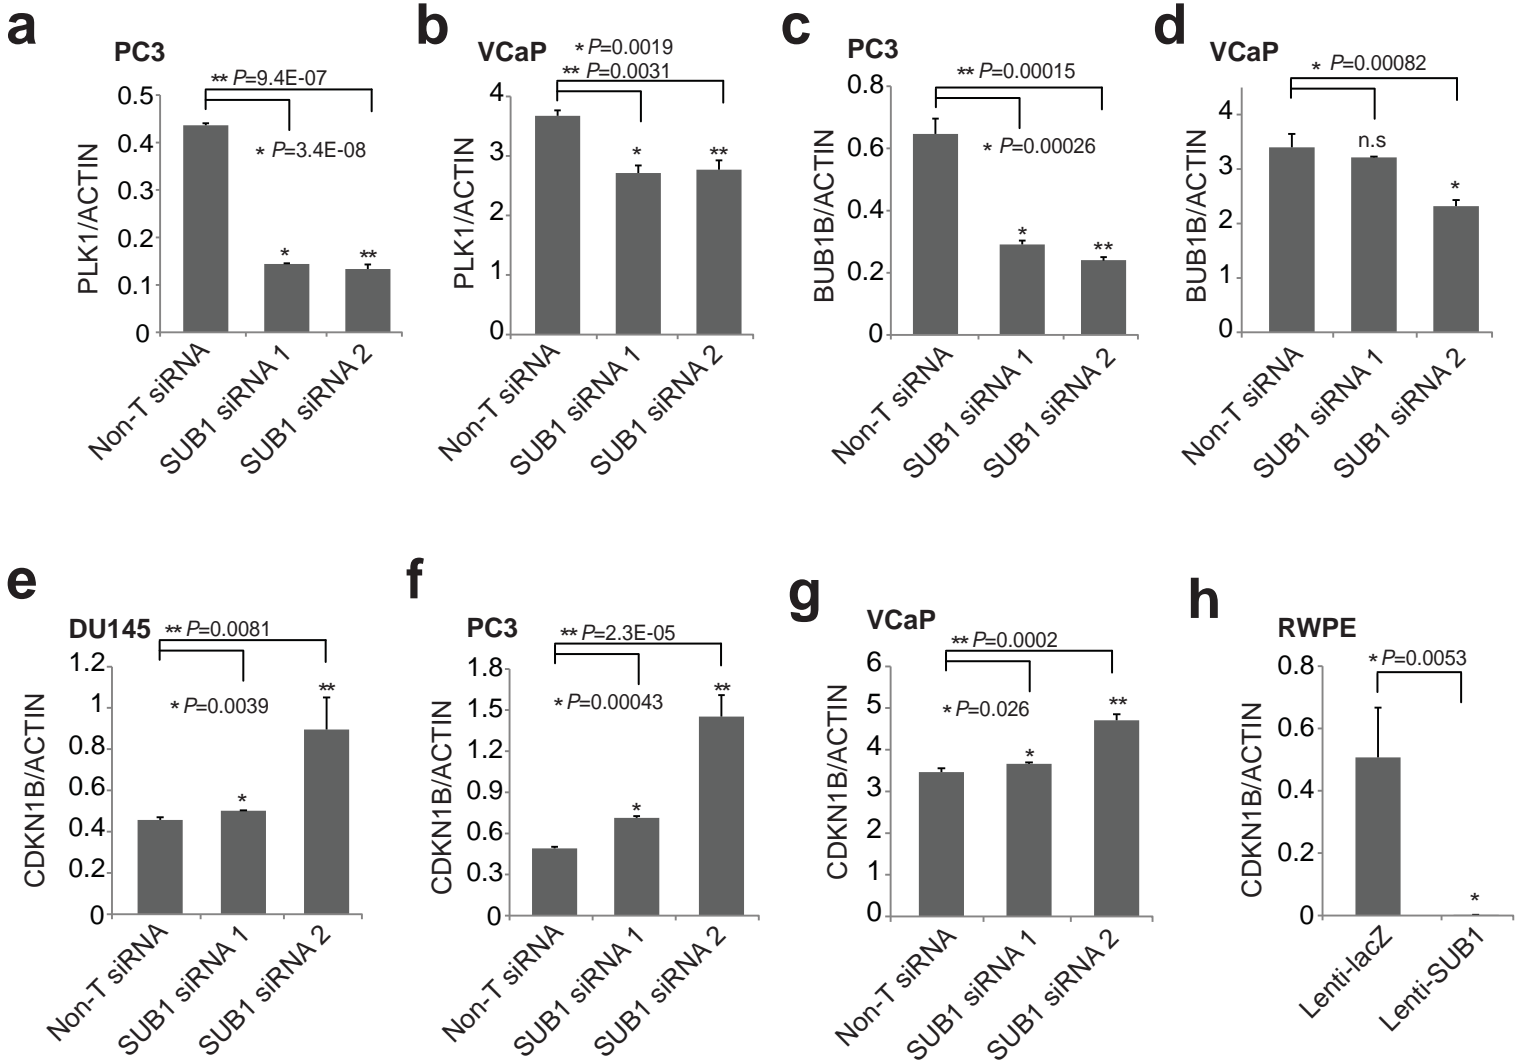 a
PC3
** P=9.4E-07
* P=3.4E-08
PLK1/ACTIN
0.5
0.4
0.3
0.2
0.1
0
*
**
Non-T siRNA
SUB1 siRNA 1
SUB1 siRNA 2
b
VCaP
* P=0.0019
** P=0.0031
PLK1/ACTIN
4
3
2
1
0
*
**
Non-T siRNA
SUB1 siRNA 1
SUB1 siRNA 2
c
PC3
** P=0.00015
* P=0.00026
BUB1B/ACTIN
0.8
0.6
0.4
0.2
0
*
**
Non-T siRNA
SUB1 siRNA 1
SUB1 siRNA 2
d
VCaP
* P=0.00082
BUB1B/ACTIN
4
3
2
1
0
n.s
*
Non-T siRNA
SUB1 siRNA 1
SUB1 siRNA 2
e
DU145
** P=0.0081
* P=0.0039
CDKN1B/ACTIN
1.2
1
0.8
0.6
0.4
0.2
0
*
**
Non-T siRNA
SUB1 siRNA 1
SUB1 siRNA 2
f
PC3
** P=2.3E-05
* P=0.00043
CDKN1B/ACTIN
1.8
1.5
1.2
0.9
0.6
0.3
0
*
**
Non-T siRNA
SUB1 siRNA 1
SUB1 siRNA 2
g
VCaP
** P=0.0002
* P=0.026
CDKN1B/ACTIN
6
5
4
3
2
1
0
*
**
Non-T siRNA
SUB1 siRNA 1
SUB1 siRNA 2
h
RWPE
* P=0.0053
CDKN1B/ACTIN
0.8
0.6
0.4
0.2
0
*
Lenti-lacZ
Lenti-SUB1